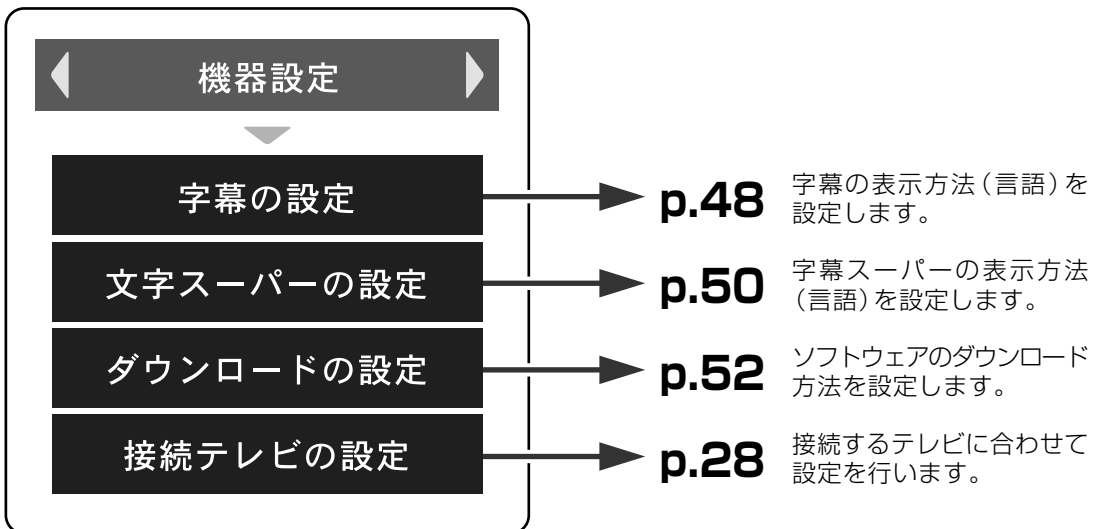 機器設定
字幕の設定
p.48
字幕の表示方法(言語)を
設定します。
文字スーパーの設定
p.50
字幕スーパーの表示方法
(言語)を設定します。
ダウンロードの設定
p.52
ソフトウェアのダウンロード
方法を設定します。
接続テレビの設定
p.28
接続するテレビに合わせて
設定を行います。